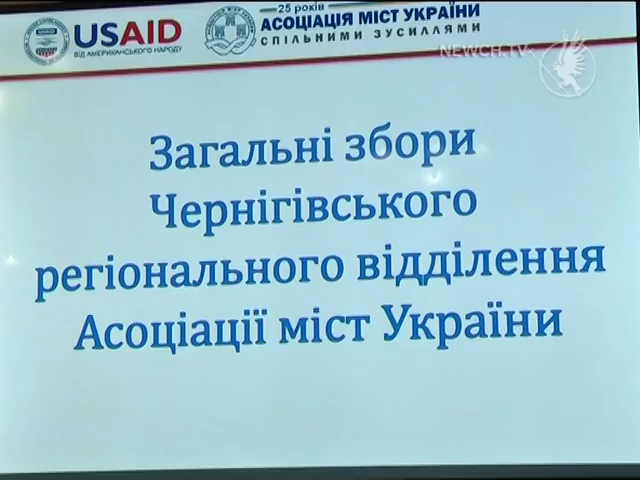 USAID
ВІД АМЕРИКАНСЬКОГО НАРОДУ
25 років
АСОЦІАЦІЯ МІСТ УКРАЇНИ
СПІЛЬНИМИ ЗУСИЛЛЯМИ
NEWCH.TV
Загальні збори
Чернігівського
регіонального відділення
Асоціації міст України